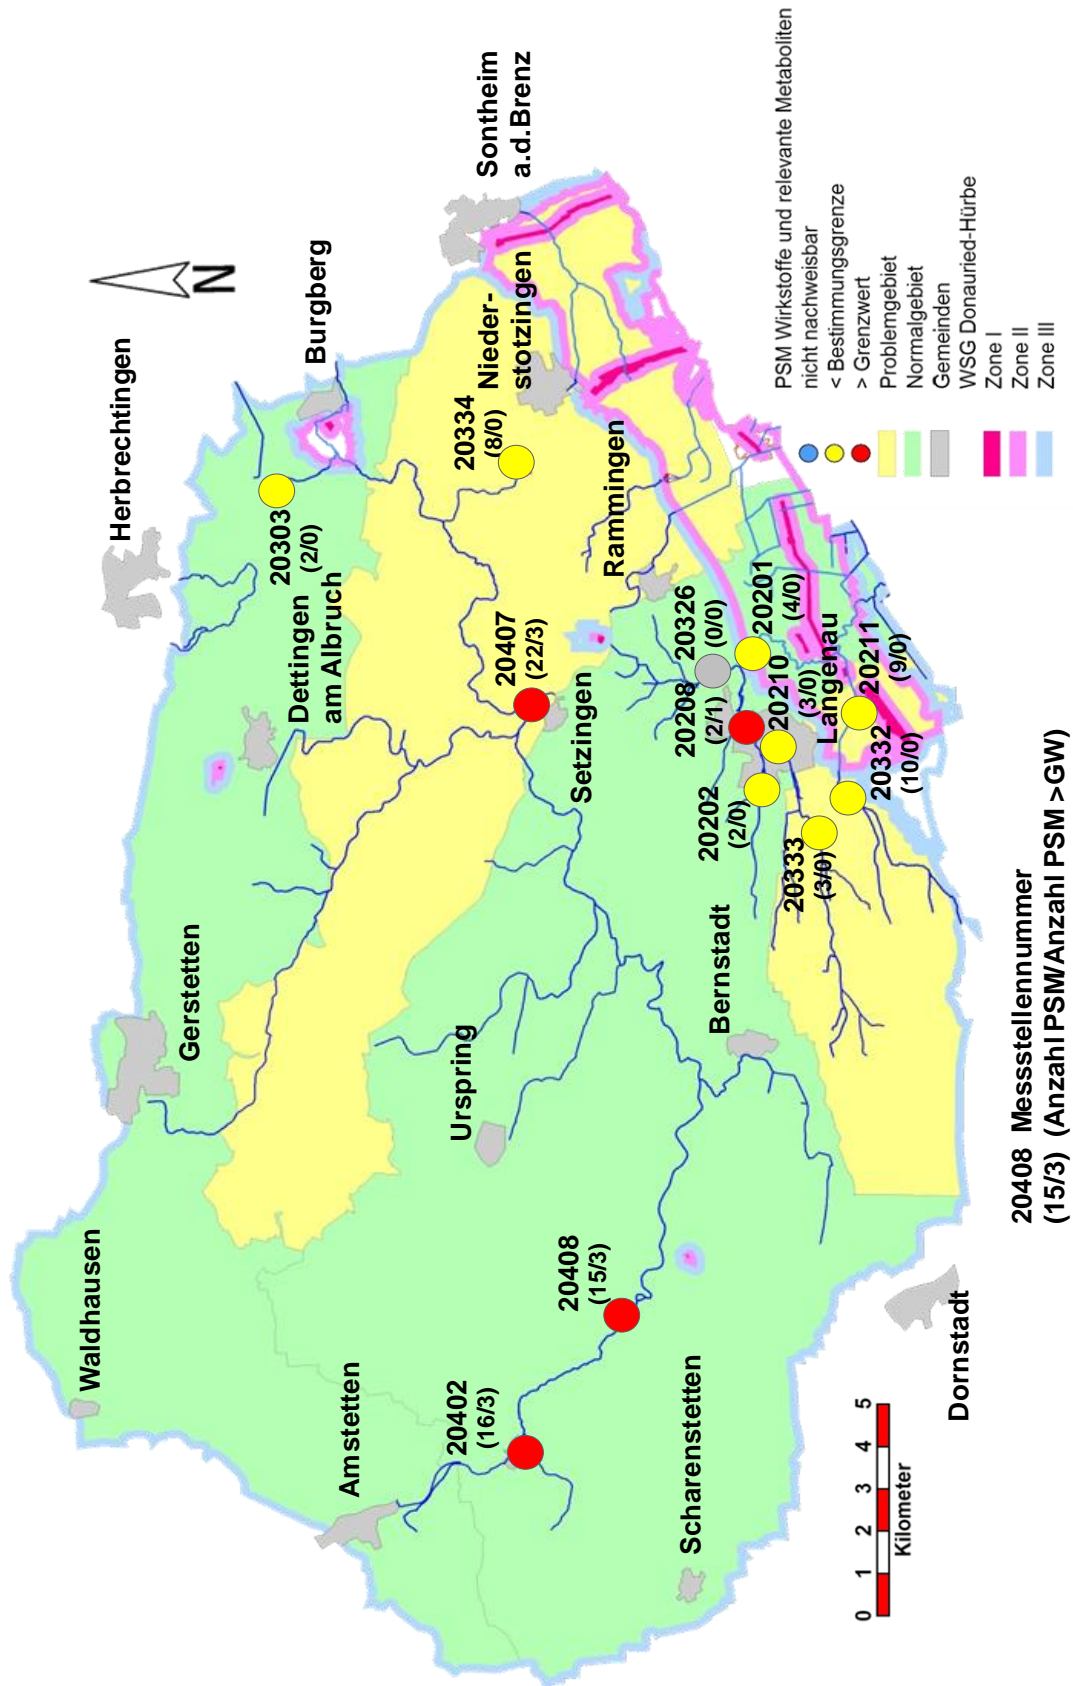 Herbrechtingen
Sontheim
a.d.Brenz
N
Burgberg
Waldhausen
Gerstetten
Dettingen
am Albruch
20303
(2/0)
Nieder-
stotzingen
20334
(8/0)
Amstetten
20402
(16/3)
Urspring
20407
(22/3)
Setzingen
Rammingen
20408
(15/3)
Scharenstetten
Bernstadt
20326
(0/0)
20208
(2/1)
20202
(2/0)
20201
(4/0)
20210
(3/0)
Langenau
20333
(3/0)
20332
(10/0)
20211
(9/0)
Dornstadt
0 1 2 3 4 5
Kilometer
PSM Wirkstoffe und relevante Metaboliten
nicht nachweisbar
< Bestimmungsgrenze
> Grenzwert
Problemgebiet
Normalgebiet
Gemeinden
WSG Donauried-Hürbe
Zone I
Zone II
Zone III
20408 Messstellennummer
(15/3) (Anzahl PSM/Anzahl PSM >GW)